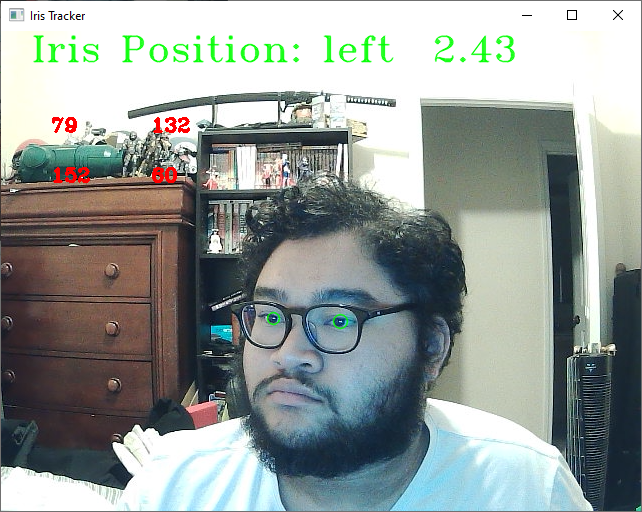 Iris Tracker
Iris Position: left 2.43
79 132
152 60